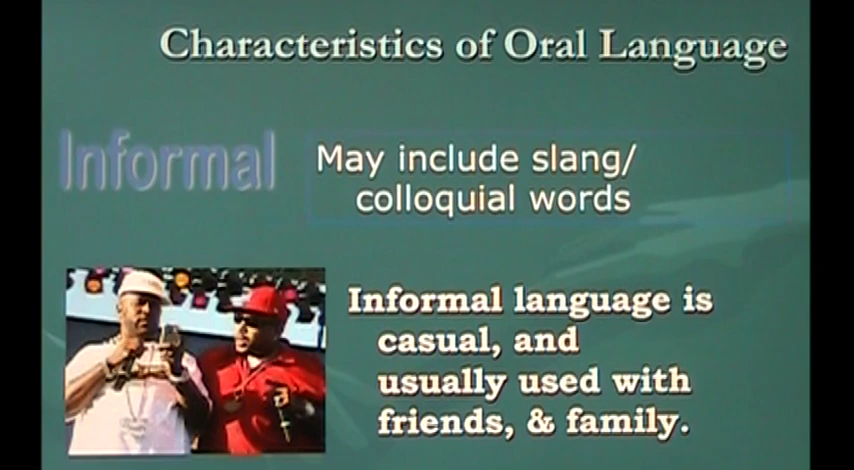 Characteristics of Oral Language
Informal
May include slang/
colloquial words
Informal language is
casual, and
usually used with
friends, & family.